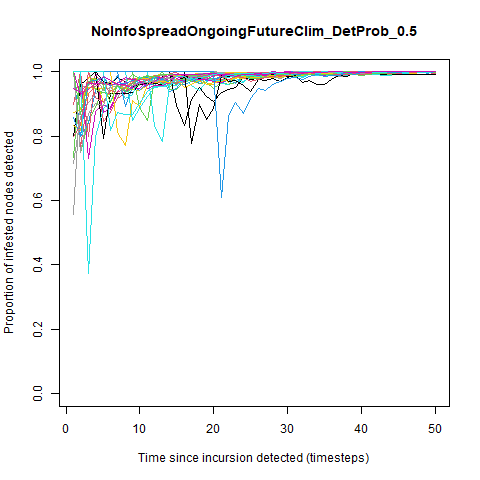 NoInfoSpreadOngoingFutureClim_DetProb_0.5
Proportion of infested nodes detected
1.0
0.8
0.6
0.4
0.2
0.0
0 10 20 30 40 50
Time since incursion detected (timesteps)